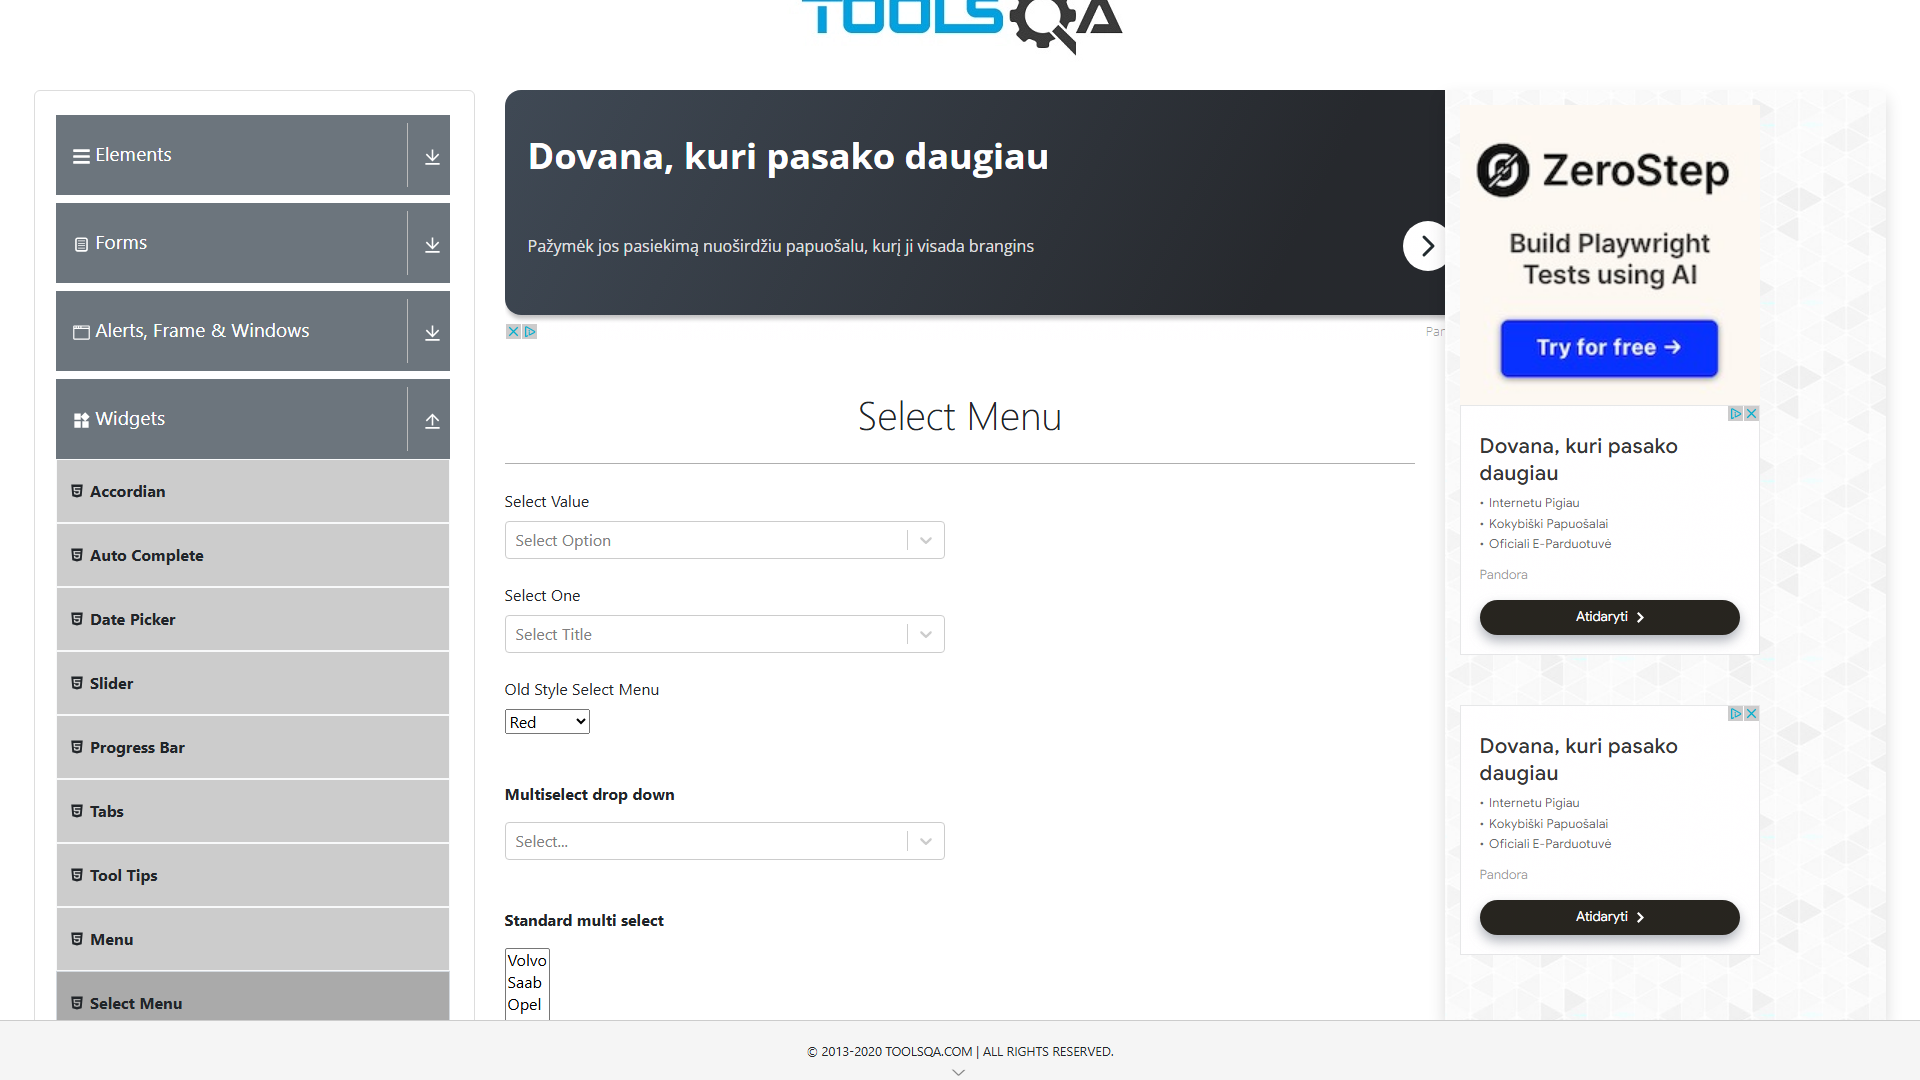 TOOLSQA
Elements
Forms
Alerts, Frame & Windows
Widgets
Accordian
Auto Complete
Date Picker
Slider
Progress Bar
Tabs
Tool Tips
Menu
Select Menu
Dovana, kuri pasako daugiau
Pažymėk jos pasiekimą nuoširdžiu papuošalu, kurį ji visada brangins
Par
Select Menu
Select Value
Select Option
Select One
Select Title
Old Style Select Menu
Red
Multiselect drop down
Select...
Standard multi select
Volvo
Saab
Opel
ZeroStep
Build Playwright
Tests using AI
Try for free →
Dovana, kuri pasako
daugiau
• Internetu Pigiau
• Kokybiški Papuošalai
• Oficiali E-Parduotuvė
Pandora
Atidaryti
Dovana, kuri pasako
daugiau
• Internetu Pigiau
• Kokybiški Papuošalai
• Oficiali E-Parduotuvė
Pandora
Atidaryti
© 2013-2020 TOOLSQA.COM | ALL RIGHTS RESERVED.